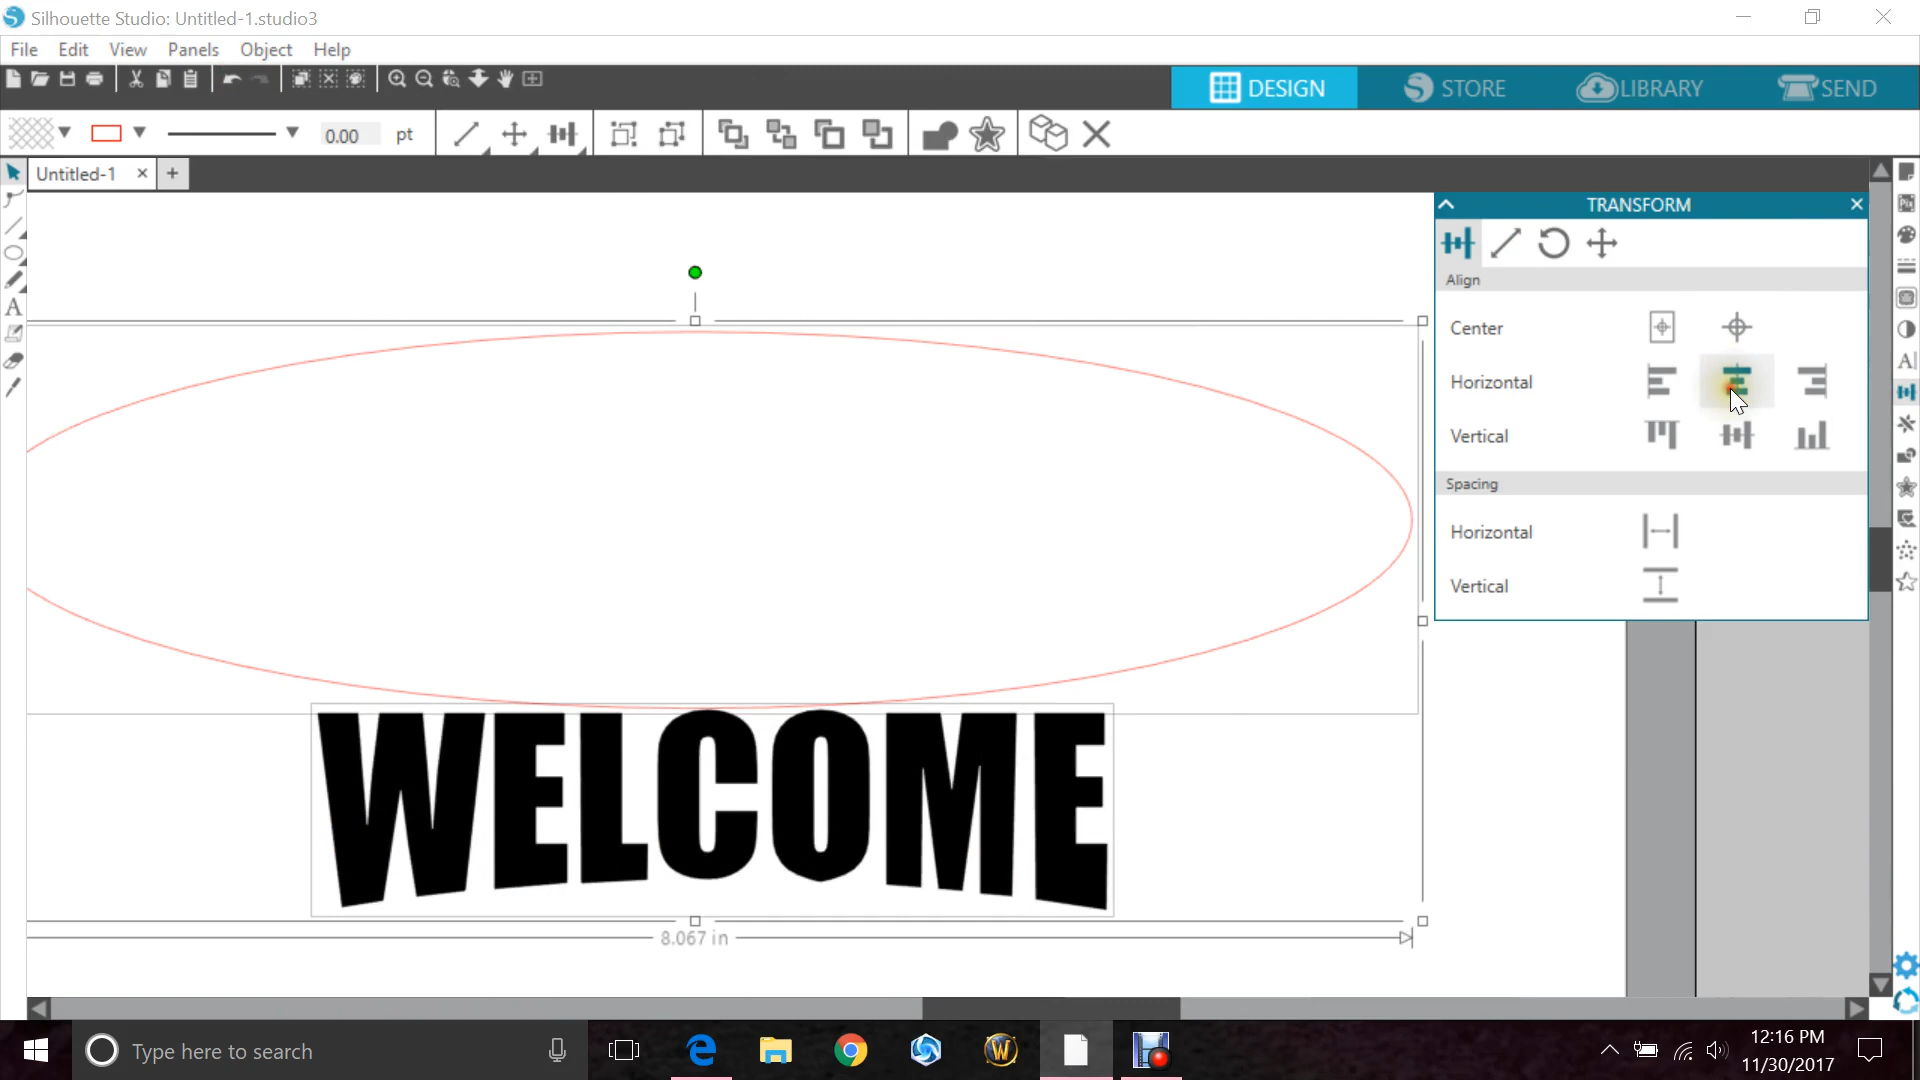 Silhouette Studio: Untitled-1.studio3
File Edit View Panels Object Help
DESIGN STORE LIBRARY SEND
0.00 pt
Untitled-1
TRANSFORM
Align
Center
Horizontal
Vertical
Spacing
Horizontal
Vertical
WELCOME
8.067 in
Type here to search
12:16 PM
11/30/2017